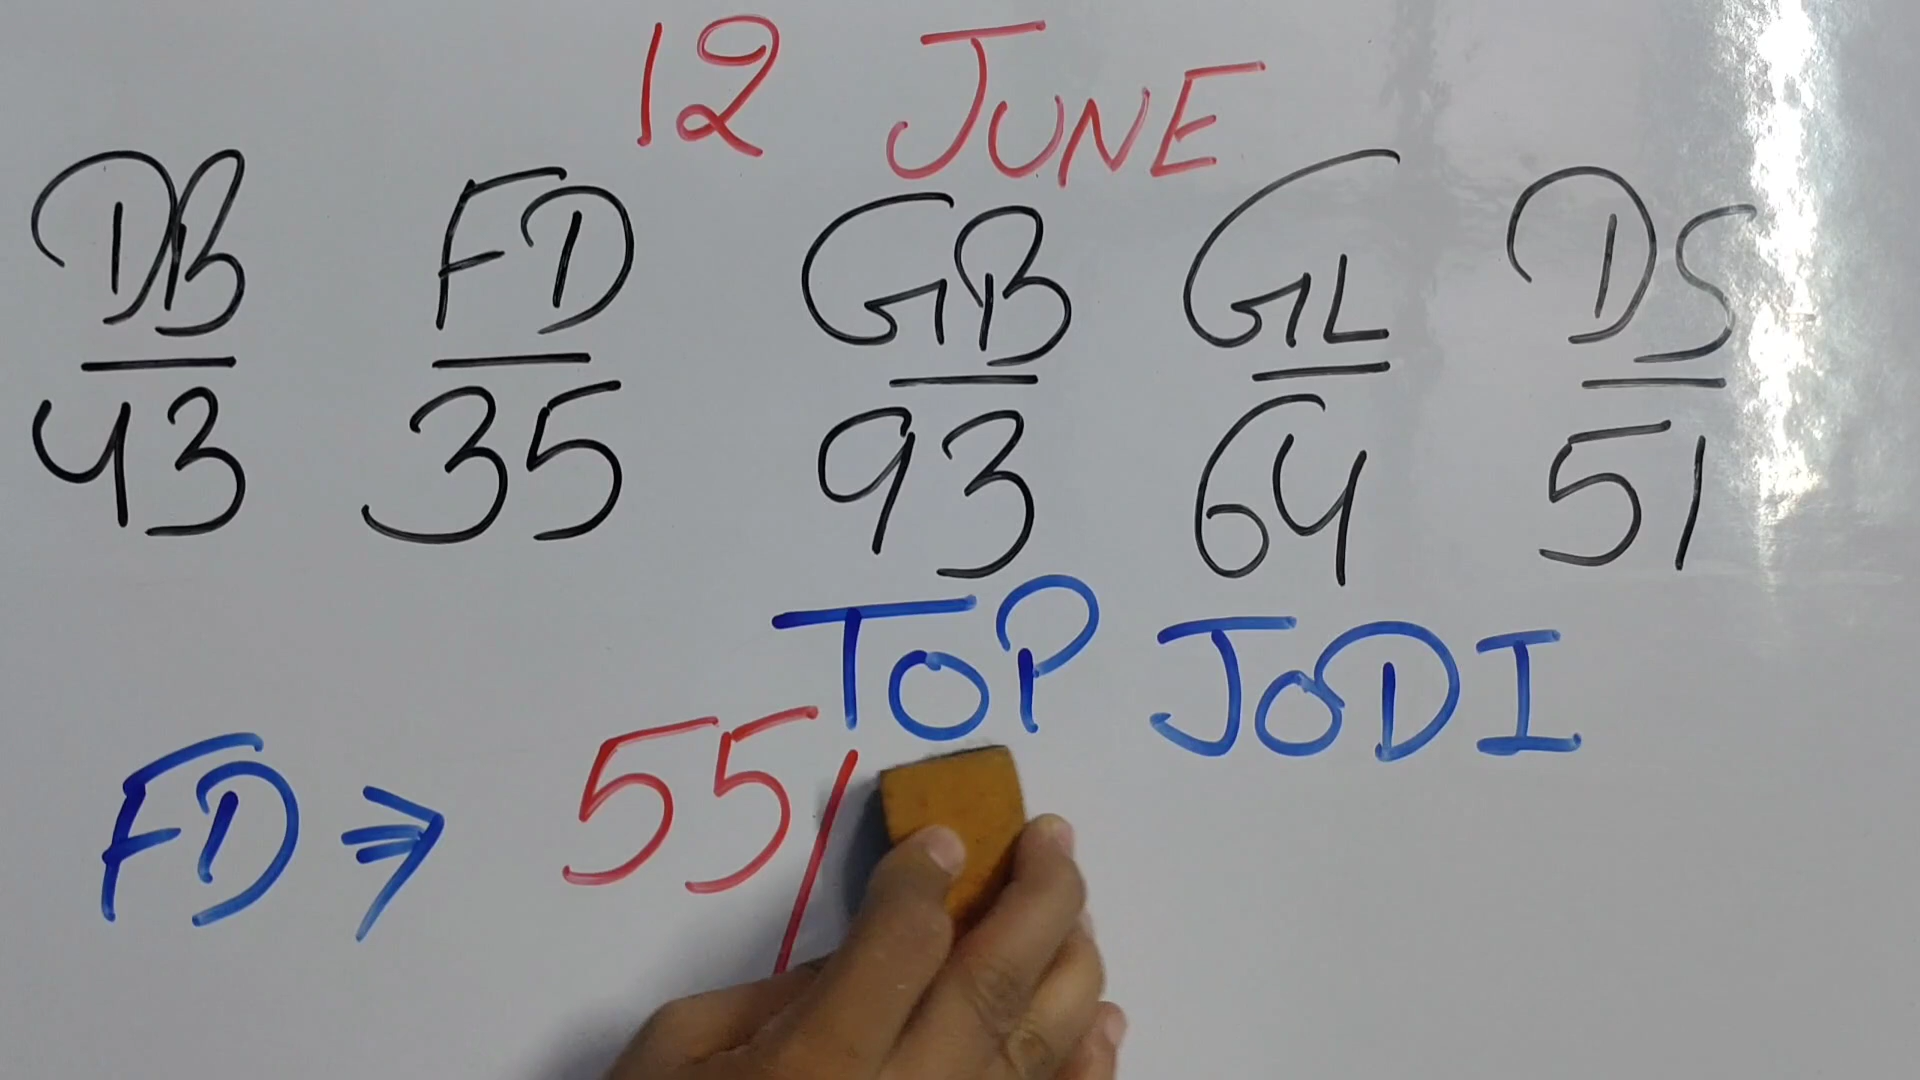 12 JUNE
DB FD GB GL DS
43 35 93 64 51
TOP JODI
FD ⇒ 55/